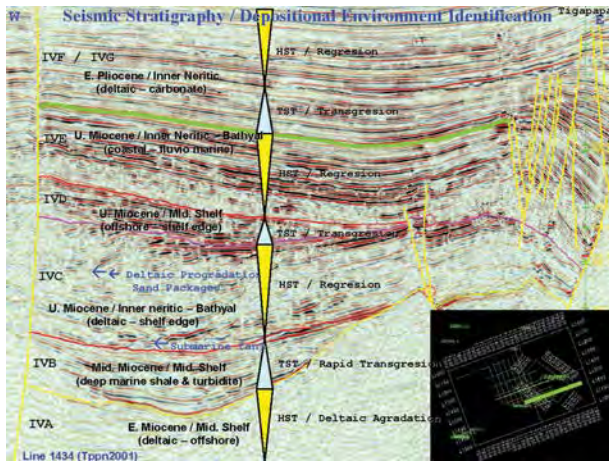 Seismic Stratigraphy / Depositional Environment Identification
Tigapapa
W
E
IVF / IVG
HST / Regresion
E. Pliocene / Inner Neritic
(deltaic – carbogate)
TST / Transgresion
IVE
U. Miocene / Inner Neritic – Bathyal
(coastal – fluvio marine)
HST / Regresion
IVD
U. Miocene / Mid. Shelf
(offshore – shelf edge)
TST / Transgresion
IVC
← ← Deltaic Progradation
Sand Packages
HST / Regresion
U. Miocene / Inner neritic – Bathyal
(deltaic – shelf edge)
← Submarine Fans
IVB
Mid. Miocene / Mid. Shelf
(deep marine shale & turbidite)
TST / Rapid Transgresion
HST / Deltaic Agradation
IVA
E. Miocene / Mid. Shelf
(deltaic – offshore)
Line 1434 (Tppn2001)